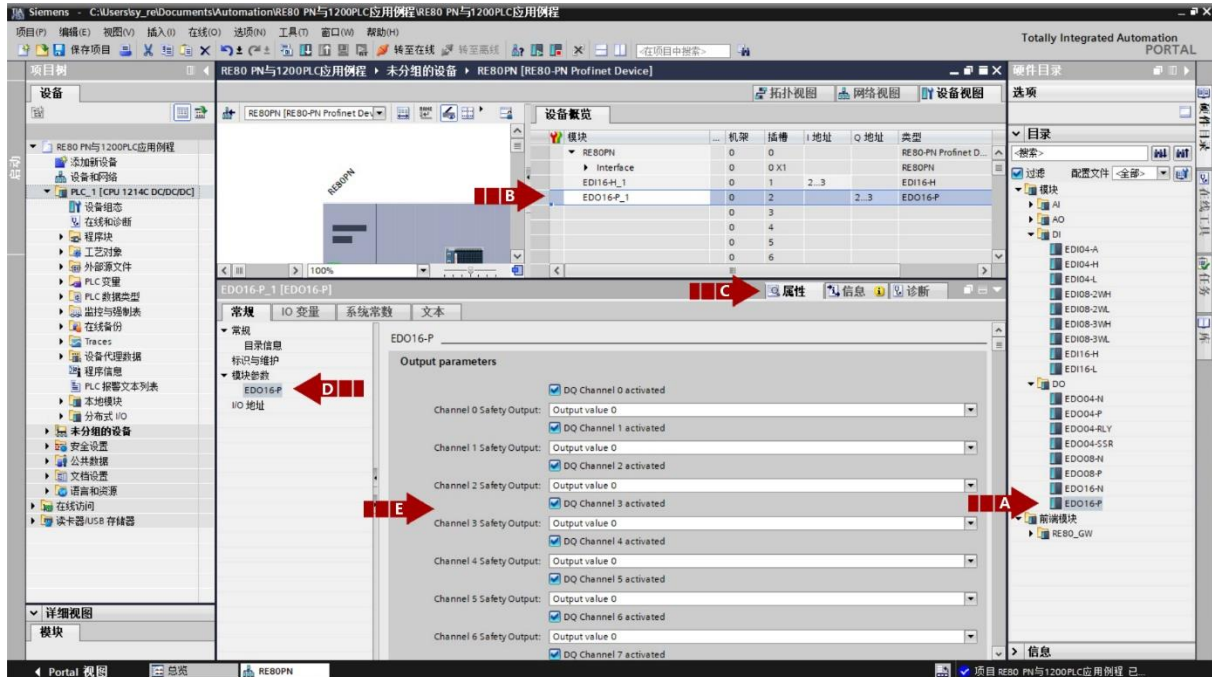 Siemens - C:\Users\sy_re\Documents\Automation\RE80 PN与1200PLC应用例程\RE80 PN与1200PLC应用例程
项目(P) 编辑(E) 视图(V) 插入(I) 在线(O) 选项(N) 工具(T) 窗口(W) 帮助(H)
Totally Integrated Automation
PORTAL
保存项目 转至在线 转至离线 <在项目中搜索>
项目树
设备
RE80 PN与1200PLC应用例程
添加新设备
设备和网络
PLC_1 [CPU 1214C DC/DC/DC]
设备组态
在线和诊断
程序块
工艺对象
外部源文件
PLC 变量
PLC 数据类型
监控与强制表
在线备份
Traces
设备代理数据
程序信息
PLC 报警文本列表
本地模块
分布式 I/O
未分组的设备
安全设置
公共数据
文档设置
语言和资源
在线访问
读卡器/USB 存储器
详细视图
模块
RE80 PN与1200PLC应用例程 ▸ 未分组的设备 ▸ RE80PN [RE80-PN Profinet Device]
拓扑视图 网络视图 设备视图
RE80PN [RE80-PN Profinet Dev
RE80PN
100%
设备概览
模块 ... 机架 插槽 I 地址 Q 地址 类型
RE80PN 0 0 RE80-PN Profinet D...
Interface 0 0 X1 RE80PN
EDI16-H_1 0 1 2...3 EDI16-H
B
EDO16-P_1 0 2 2...3 EDO16-P
0 3
0 4
0 5
0 6
EDO16-P_1 [EDO16-P]
C
属性 信息 诊断
常规 IO 变量 系统常数 文本
常规
目录信息
标识与维护
模块参数
EDO16-P
D
I/O 地址
EDO16-P
Output parameters
DQ Channel 0 activated
Channel 0 Safety Output: Output value 0
DQ Channel 1 activated
Channel 1 Safety Output: Output value 0
DQ Channel 2 activated
Channel 2 Safety Output: Output value 0
DQ Channel 3 activated
E
Channel 3 Safety Output: Output value 0
DQ Channel 4 activated
Channel 4 Safety Output: Output value 0
DQ Channel 5 activated
Channel 5 Safety Output: Output value 0
DQ Channel 6 activated
Channel 6 Safety Output: Output value 0
DQ Channel 7 activated
硬件目录
选项
目录
<搜索>
过滤 配置文件 <全部>
模块
AI
AO
DI
EDI04-A
EDI04-H
EDI04-L
EDI08-2WH
EDI08-2WL
EDI08-3WH
EDI08-3WL
EDI16-H
EDI16-L
DO
EDO04-N
EDO04-P
EDO04-RLY
EDO04-SSR
EDO08-N
EDO08-P
EDO16-N
A
EDO16-P
前端模块
RE80_GW
信息
硬件目录
在线工具
任务
库
Portal 视图 总览 RE80PN
项目 RE80 PN与1200PLC应用例程 已...